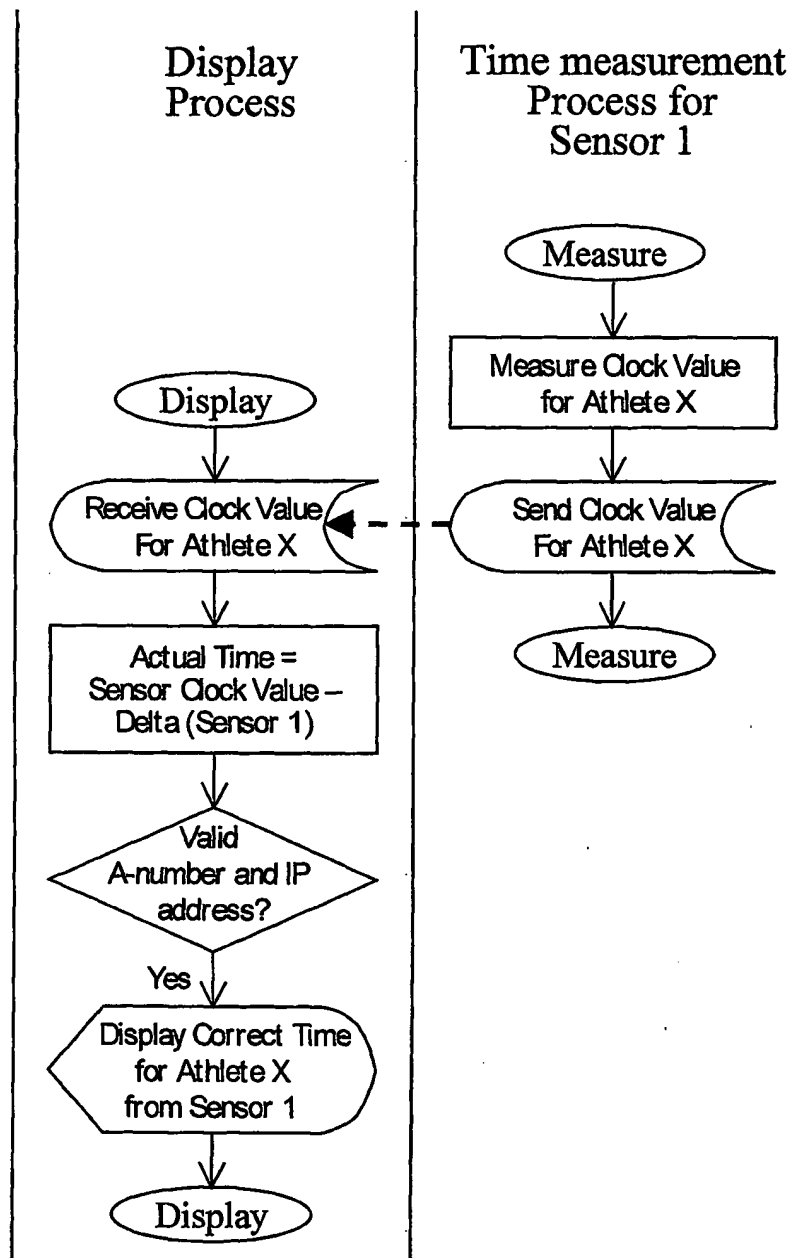 Display
Process
Time measurement
Process for
Sensor 1
Measure
Measure Clock Value
for Athlete X
Send Clock Value
For Athlete X
Measure
Display
Receive Clock Value
For Athlete X
Actual Time =
Sensor Clock Value –
Delta (Sensor 1)
Valid
A-number and IP
address?
Yes
Display Correct Time
for Athlete X
from Sensor 1
Display